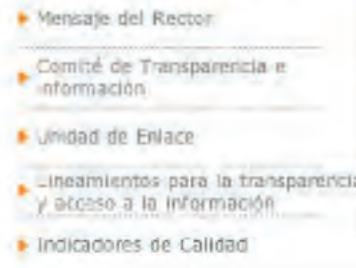 Mensaje del Rector
Comité de Transparencia e
información
Unidad de Enlace
Lineamientos para la transparencia
y acceso a la información
Indicadores de Calidad